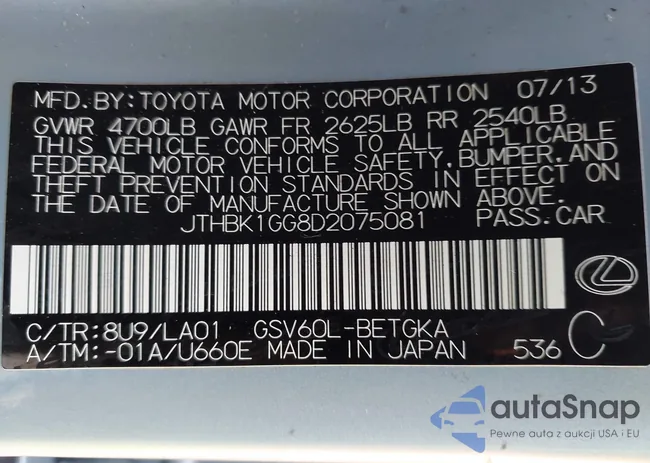 MFD. BY: TOYOTA MOTOR CORPORATION 07/13
GVWR 4700LB GAWR FR 2625LB RR 2540LB
THIS VEHICLE CONFORMS TO ALL APPLICABLE
FEDERAL MOTOR VEHICLE SAFETY, BUMPER, AND
THEFT PREVENTION STANDARDS IN EFFECT ON
THE DATE OF MANUFACTURE SHOWN ABOVE.
JTHBK1GG8D2075081 PASS.CAR
C/TR: 8U9/LA01 GSV60L-BETGKA
A/TM: -01A/U660E MADE IN JAPAN 536 C
autaSnap
Pewne auta z aukcji USA i EU